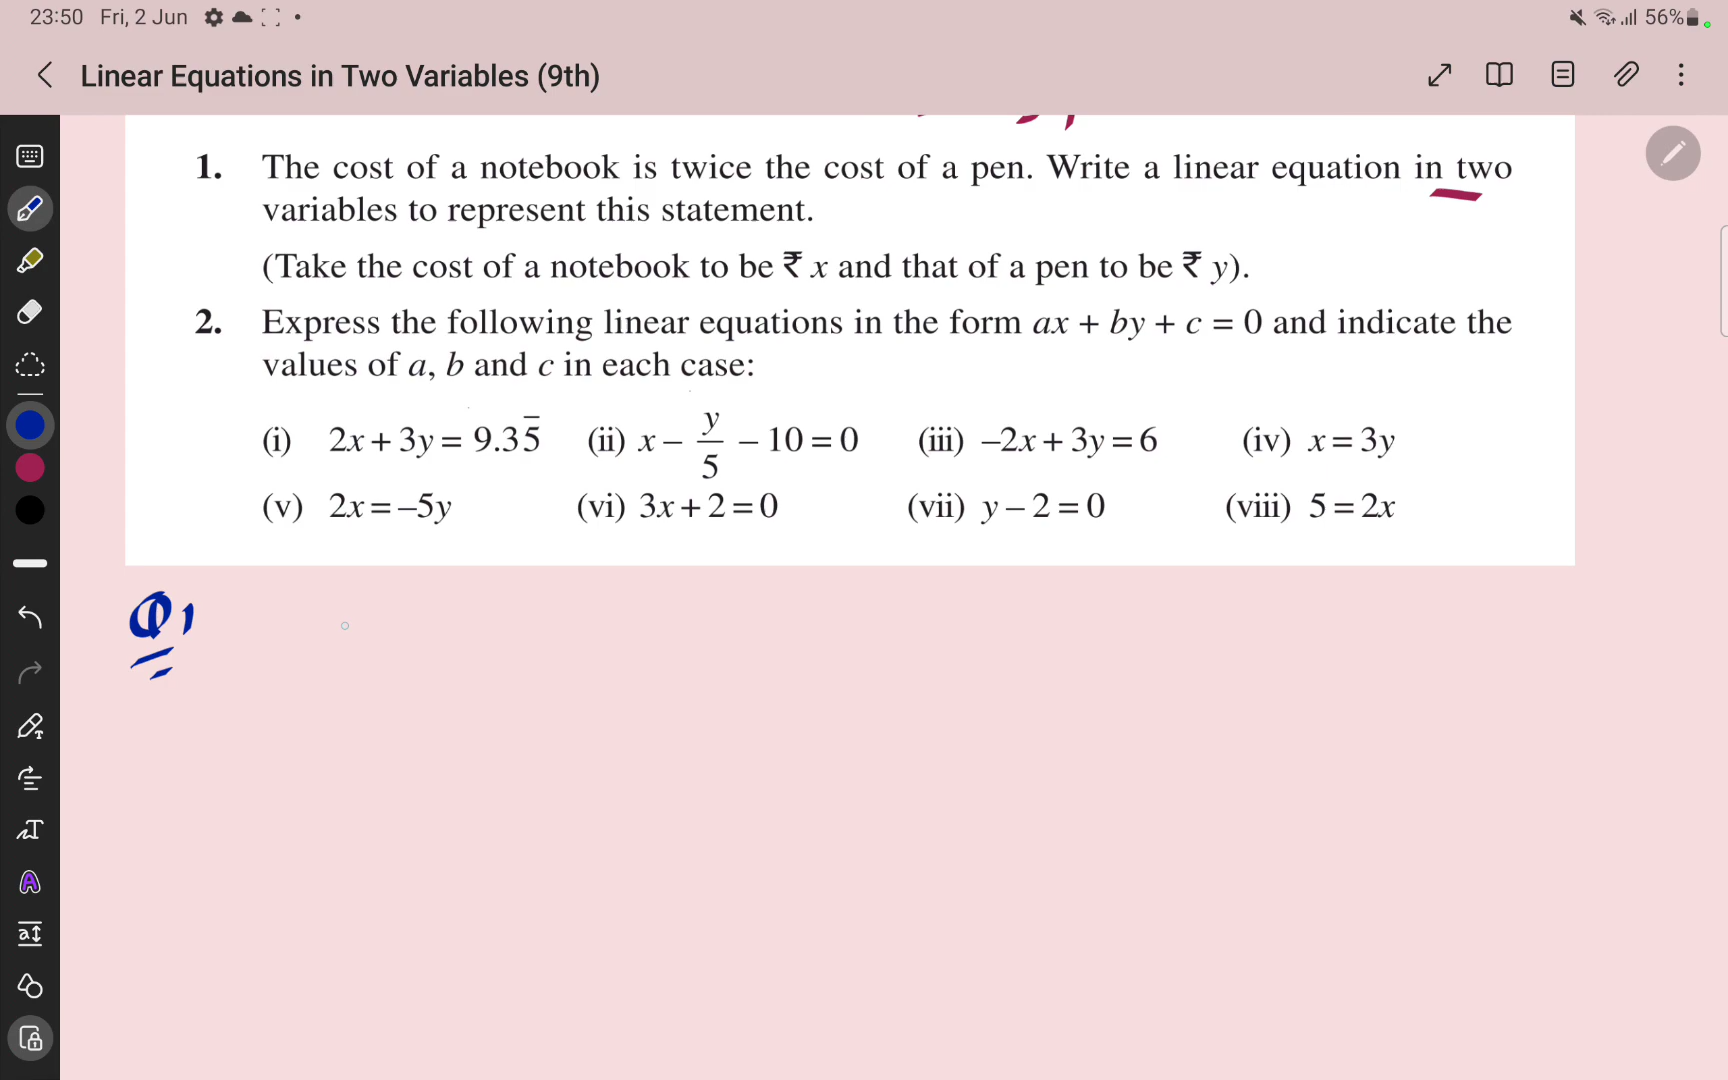 23:50 Fri, 2 Jun 56%
Linear Equations in Two Variables (9th)
1. The cost of a notebook is twice the cost of a pen. Write a linear equation in two
variables to represent this statement.
(Take the cost of a notebook to be ₹ x and that of a pen to be ₹ y).
2. Express the following linear equations in the form ax + by + c = 0 and indicate the
values of a, b and c in each case:
(i) 2x + 3y = 9.35̅ (ii) x – y/5 – 10 = 0 (iii) –2x + 3y = 6 (iv) x = 3y
(v) 2x = –5y (vi) 3x + 2 = 0 (vii) y – 2 = 0 (viii) 5 = 2x
Q1